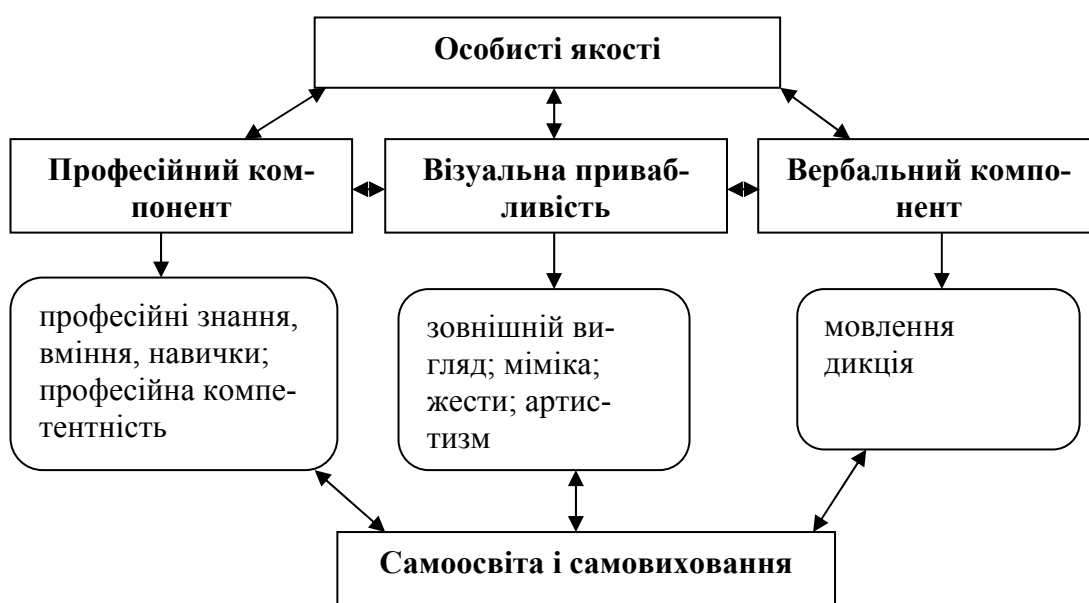 Особисті якості
Професійний ком-
понент
Візуальна приваб-
ливість
Вербальний компо-
нент
професійні знання,
вміння, навички;
професійна компе-
тентність
зовнішній ви-
гляд; міміка;
жести; артис-
тизм
мовлення
дикція
Самоосвіта і самовиховання